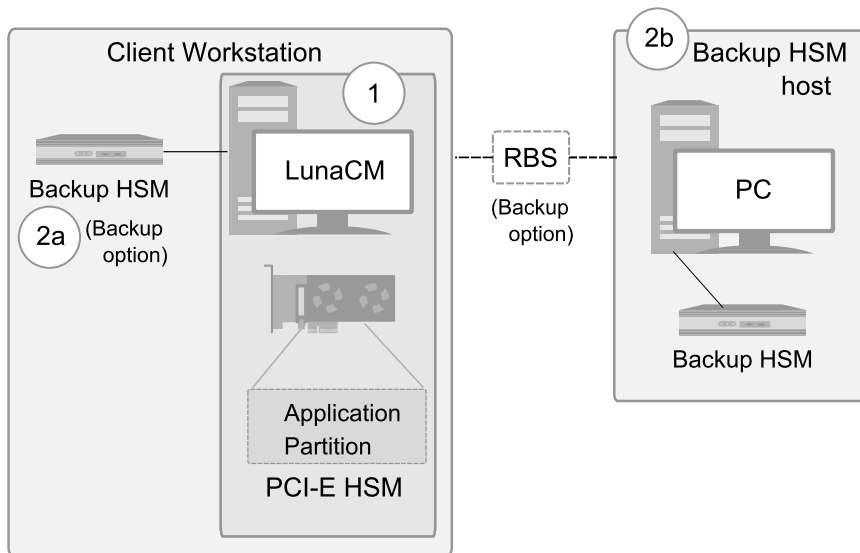 Client Workstation
1
LunaCM
Backup HSM
2a
(Backup
option)
Application
Partition
PCI-E HSM
RBS
(Backup
option)
2b
Backup HSM
host
PC
Backup HSM